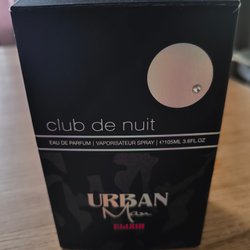 club de nuit
EAU DE PARFUM | VAPORISATEUR SPRAY | ℮105ML 3.6FL.OZ
URBAN
Man
ELIXIR